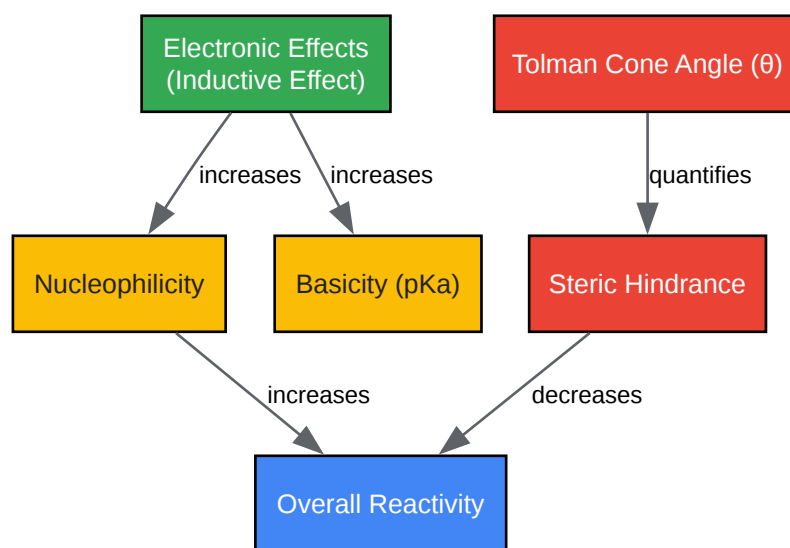 Electronic Effects
(Inductive Effect)
Tolman Cone Angle (θ)
increases
increases
quantifies
Nucleophilicity
Basicity (pKa)
Steric Hindrance
increases
decreases
Overall Reactivity